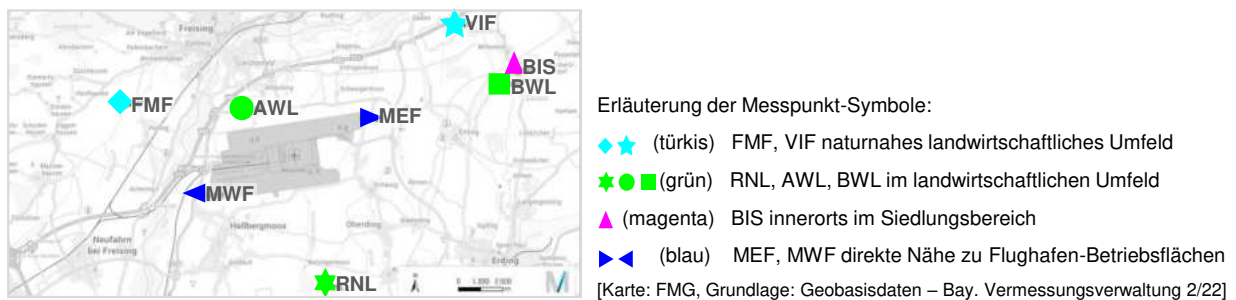 Freising
VIF
BIS
BWL
FMF
AWL
MEF
MWF
Hallbergmoos
Oberding
Neufahrn
bei Freising
Erding
RNL
Erläuterung der Messpunkt-Symbole:
(türkis) FMF, VIF naturnahes landwirtschaftliches Umfeld
(grün) RNL, AWL, BWL im landwirtschaftlichen Umfeld
(magenta) BIS innerorts im Siedlungsbereich
(blau) MEF, MWF direkte Nähe zu Flughafen-Betriebsflächen
[Karte: FMG, Grundlage: Geobasisdaten – Bay. Vermessungsverwaltung 2/22]